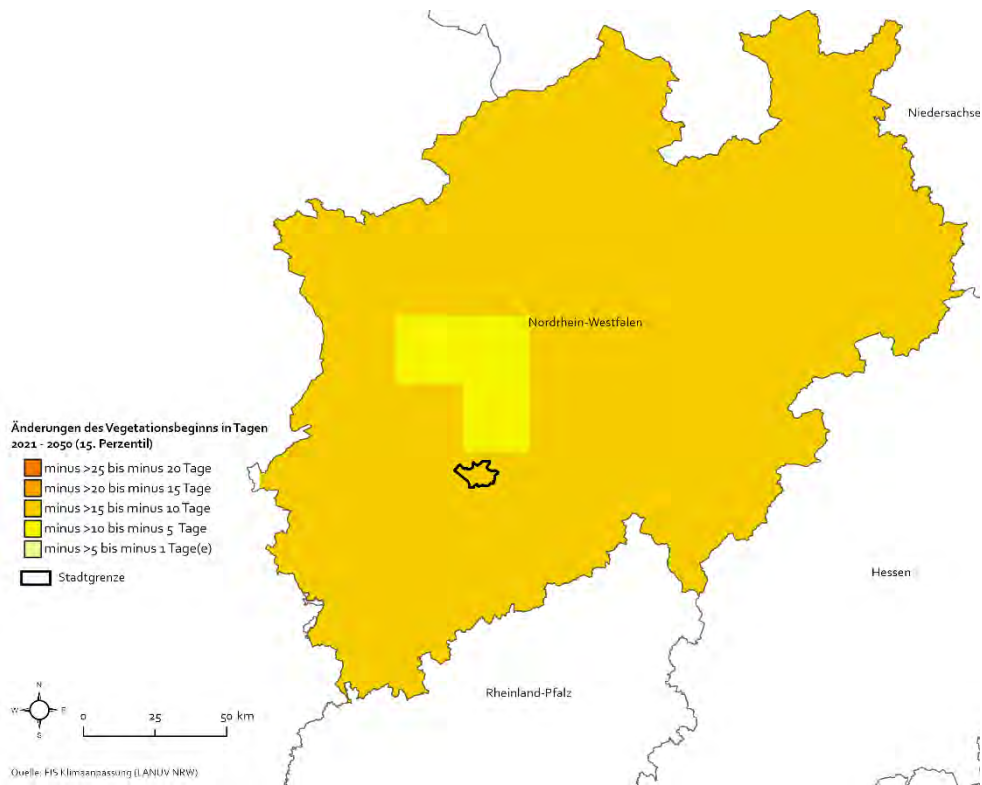 Niedersachse
Nordrhein-Westfalen
Änderungen des Vegetationsbeginns in Tagen
2021 - 2050 (15. Perzentil)
minus >25 bis minus 20 Tage
minus >20 bis minus 15 Tage
minus >15 bis minus 10 Tage
minus >10 bis minus 5 Tage
minus >5 bis minus 1 Tage(e)
Stadtgrenze
Hessen
Rheinland-Pfalz
N
W E
S
0 25 50 km
Quelle: FIS Klimaanpassung (LANUV NRW)